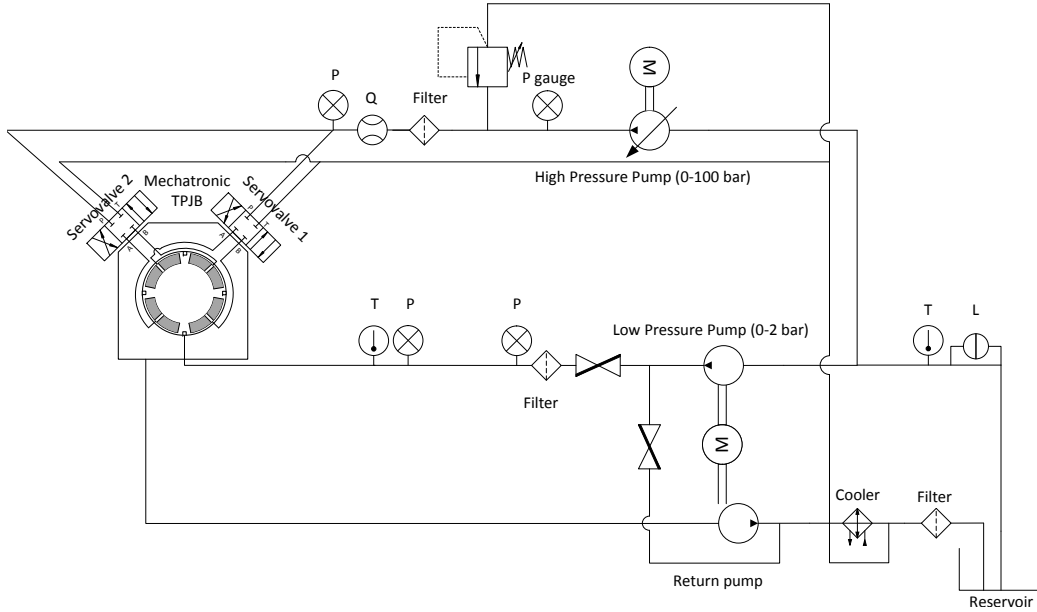 P
Q
Filter
P gauge
M
High Pressure Pump (0-100 bar)
Mechatronic
TPJB
Servovalve 2
Servovalve 1
P
T
A
B
P
T
A
B
T
P
P
Low Pressure Pump (0-2 bar)
T
L
Filter
M
Cooler
Filter
Return pump
Reservoir